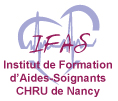 IFAS
Institut de Formation
d'Aides-Soignants
CHRU de Nancy